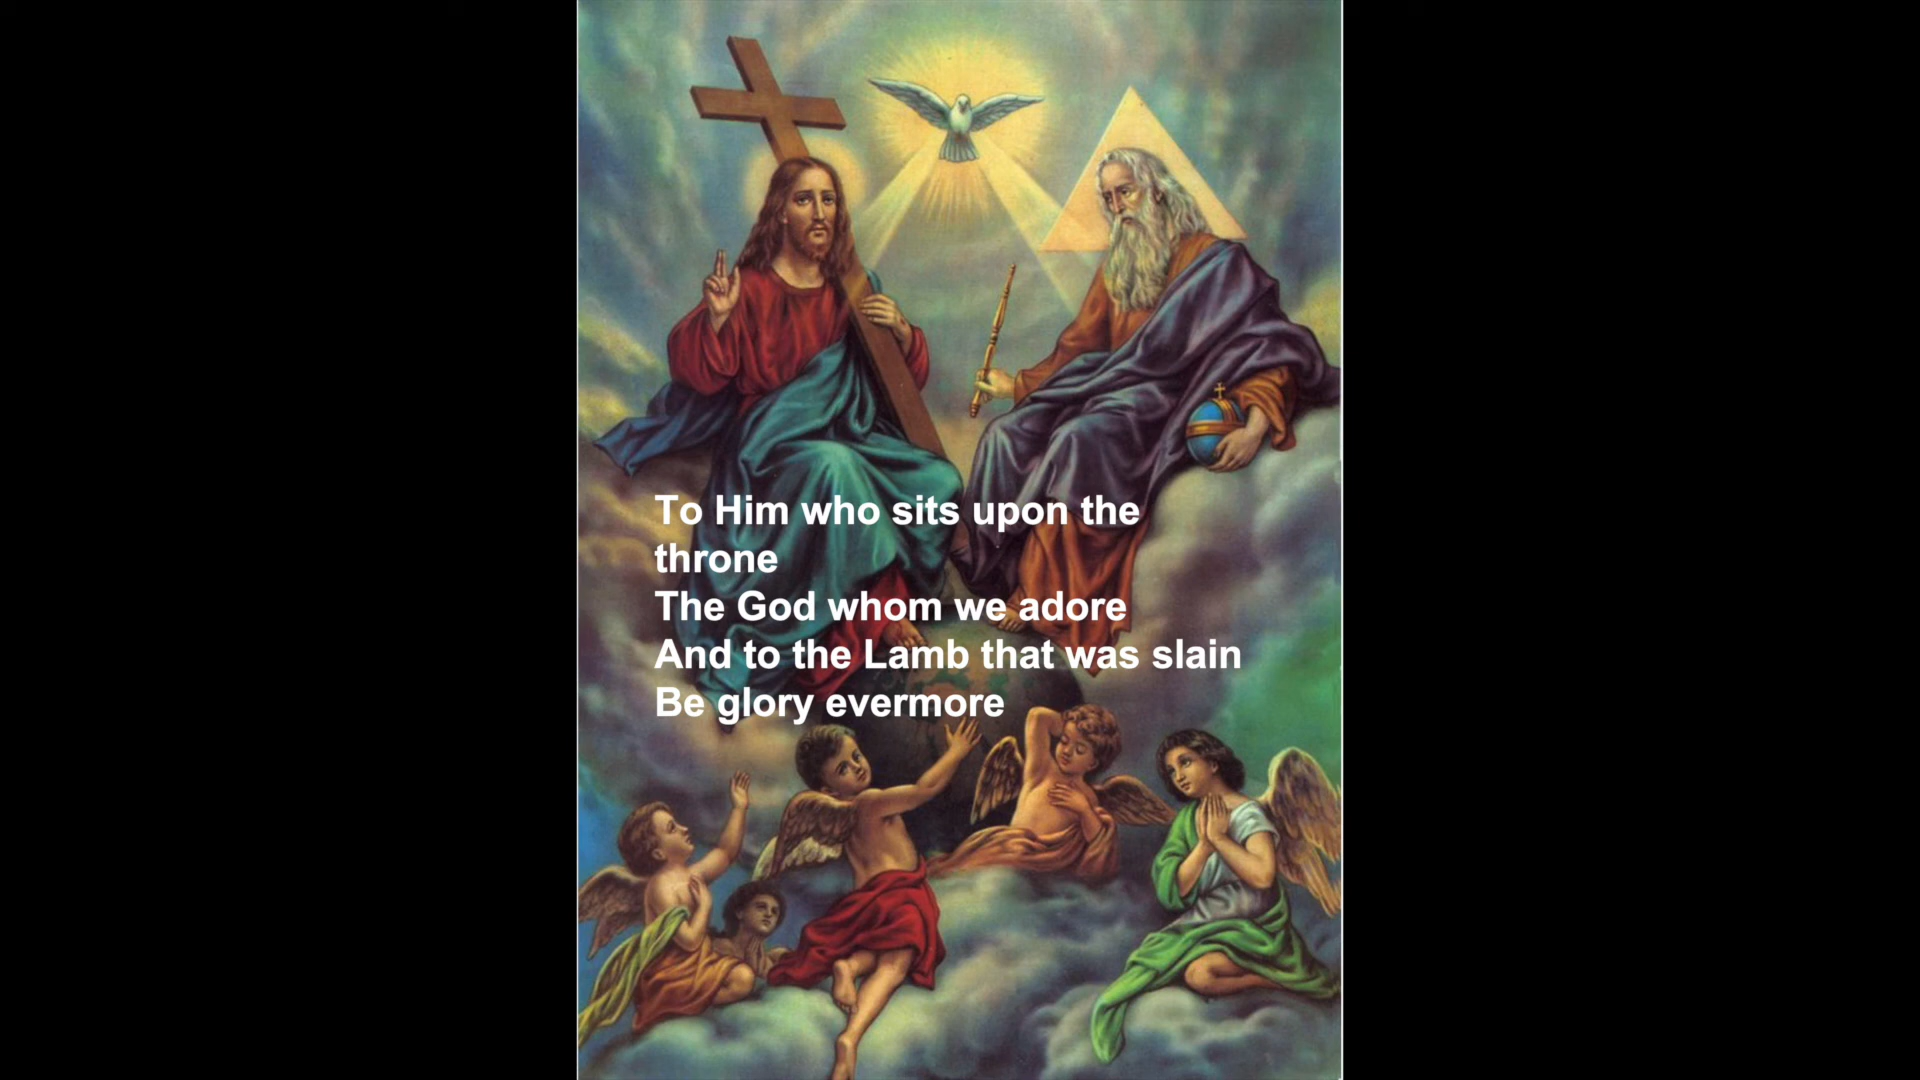 To Him who sits upon the
throne
The God whom we adore
And to the Lamb that was slain
Be glory evermore